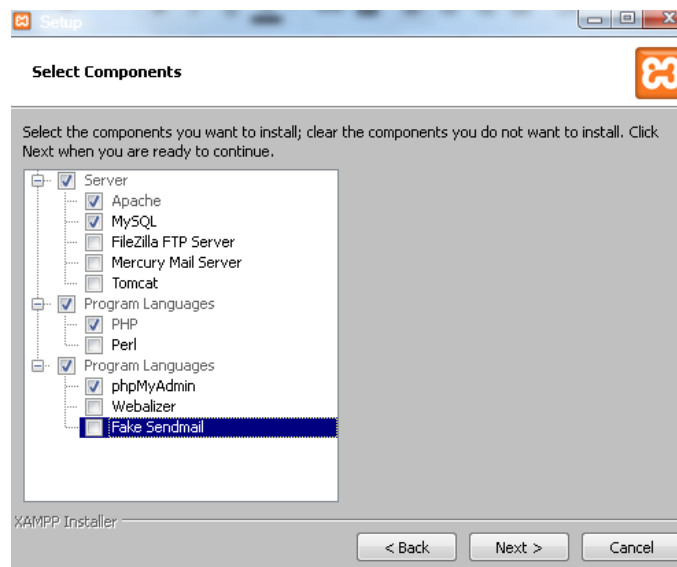 Setup
Select Components
Select the components you want to install; clear the components you do not want to install. Click
Next when you are ready to continue.
Server
Apache
MySQL
FileZilla FTP Server
Mercury Mail Server
Tomcat
Program Languages
PHP
Perl
Program Languages
phpMyAdmin
Webalizer
Fake Sendmail
XAMPP Installer
< Back Next > Cancel